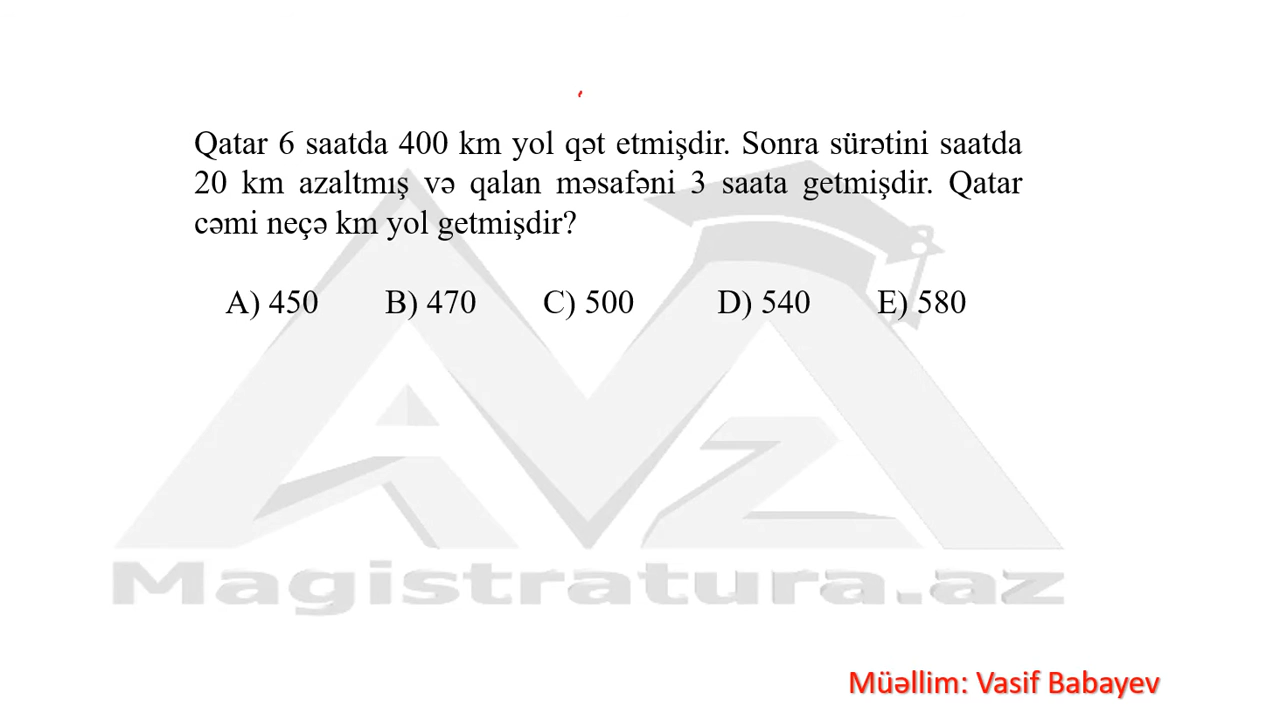 Qatar 6 saatda 400 km yol qət etmişdir. Sonra sürətini saatda
20 km azaltmış və qalan məsafəni 3 saata getmişdir. Qatar
cəmi neçə km yol getmişdir?
A) 450 B) 470 C) 500 D) 540 E) 580
AAz
Magistratura.az
Müəllim: Vasif Babayev